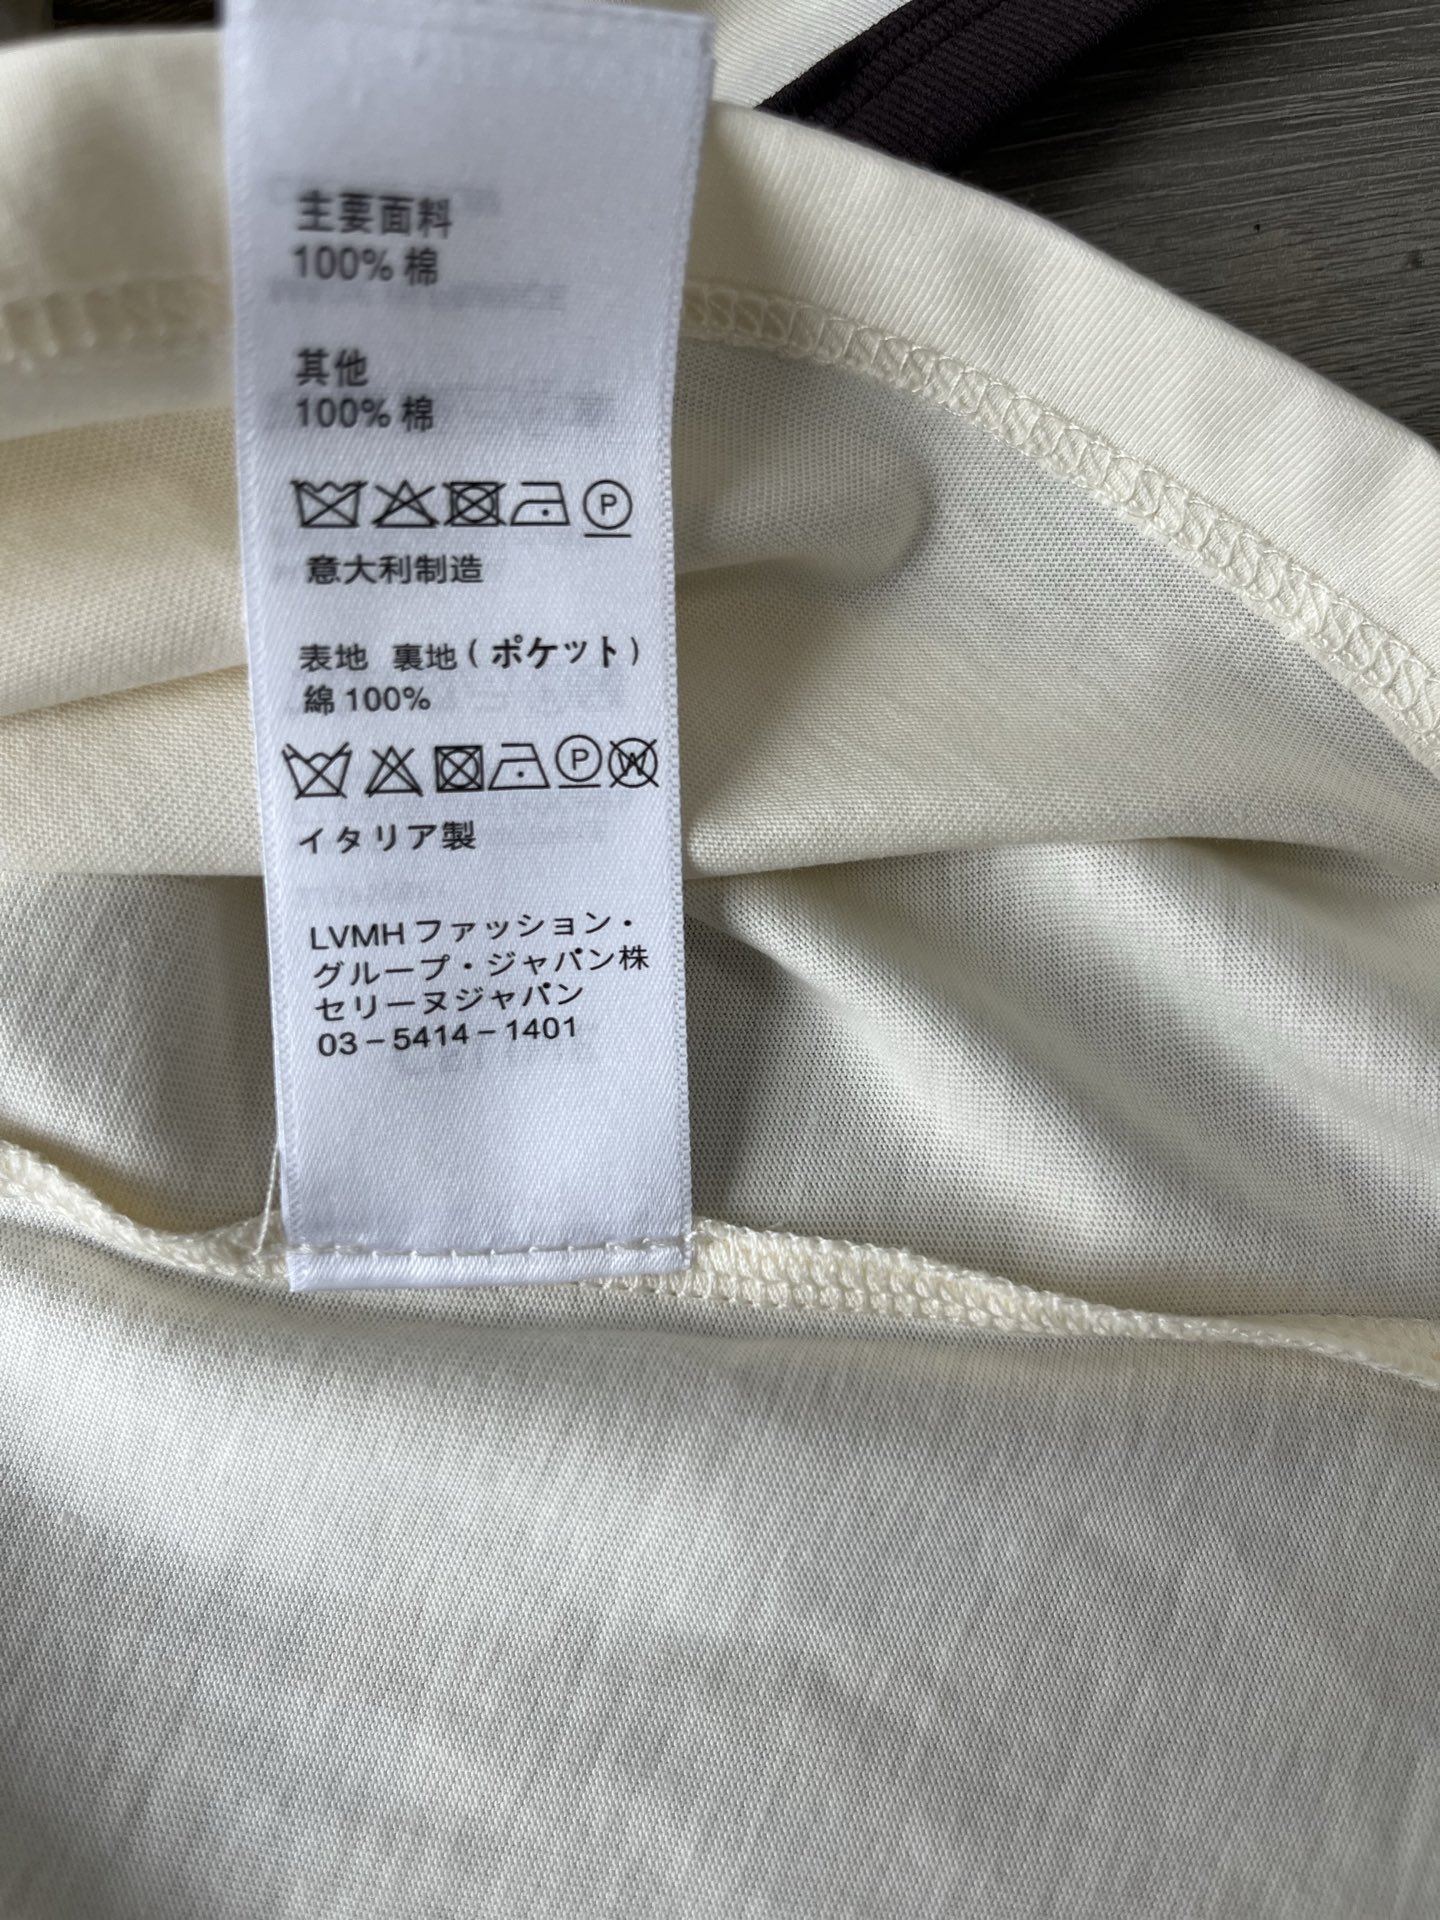 主要面料
100% 棉
其他
100% 棉
P
意大利制造
表地 裏地 (ポケット)
綿 100%
P W
イタリア製
LVMH ファッション・
グループ・ジャパン株
セリーヌジャパン
03-5414-1401